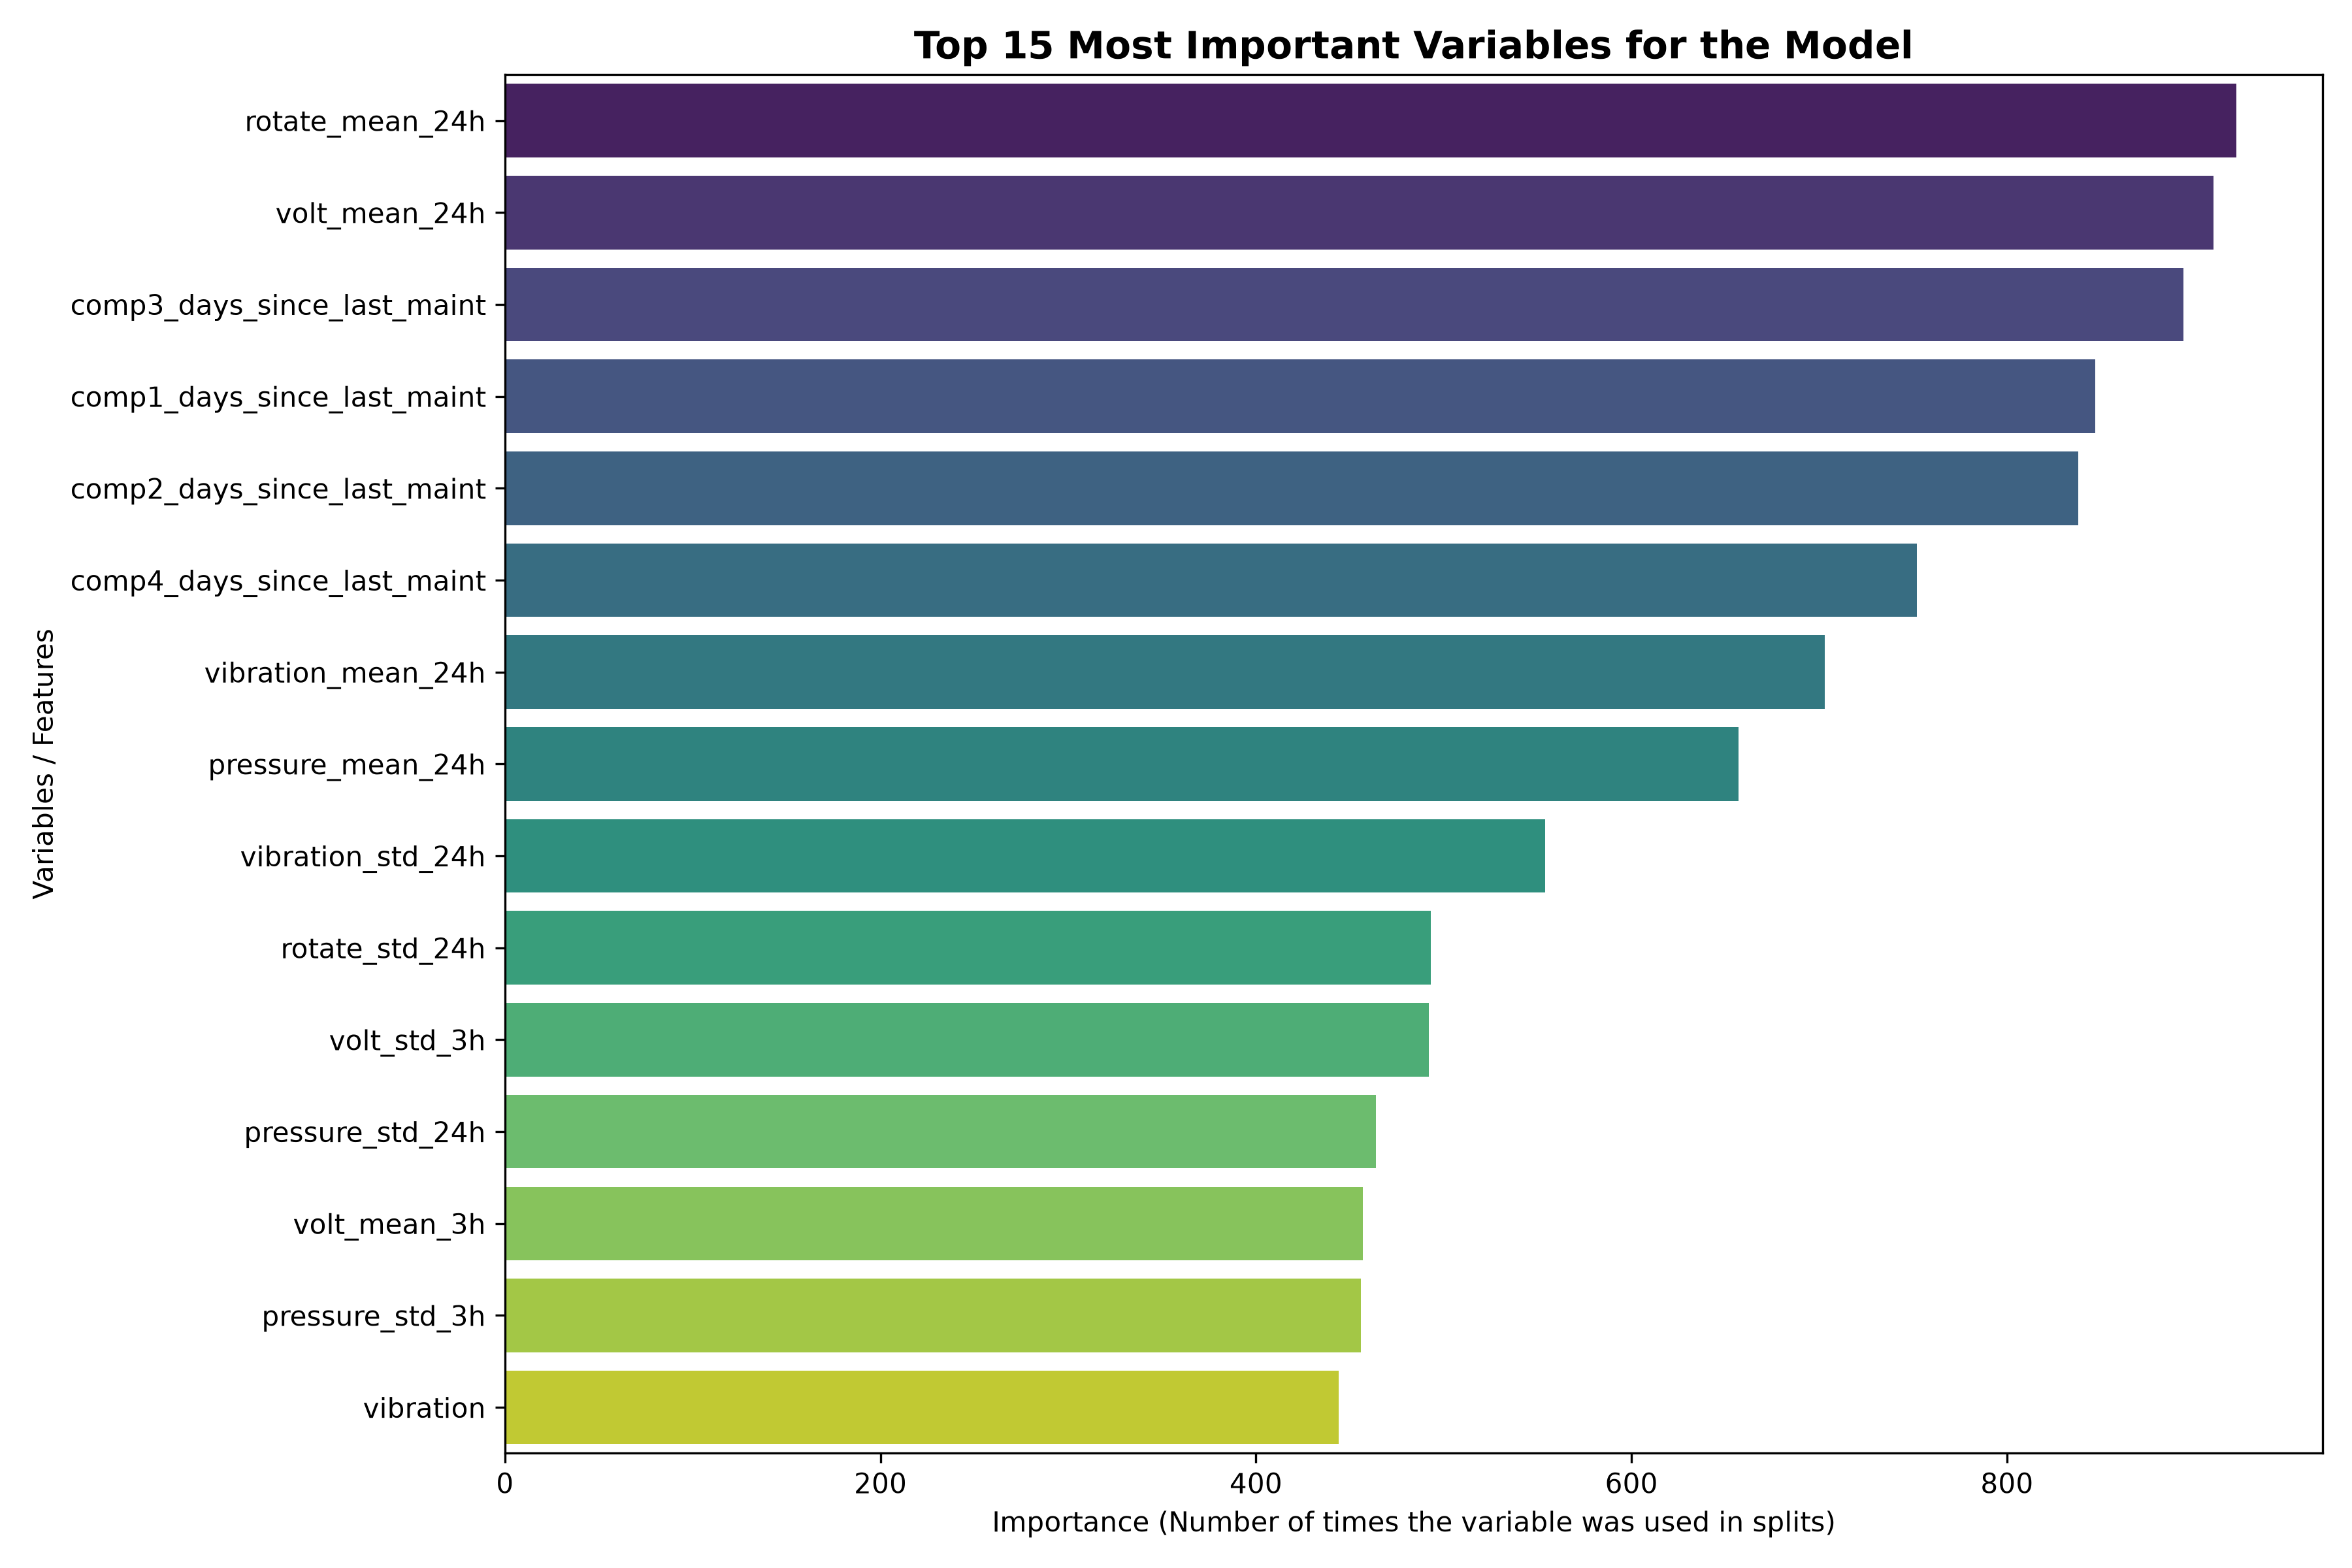 Top 15 Most Important Variables for the Model
rotate_mean_24h
volt_mean_24h
comp3_days_since_last_maint
comp1_days_since_last_maint
comp2_days_since_last_maint
comp4_days_since_last_maint
vibration_mean_24h
pressure_mean_24h
vibration_std_24h
rotate_std_24h
volt_std_3h
pressure_std_24h
volt_mean_3h
pressure_std_3h
vibration
Variables / Features
0 200 400 600 800
Importance (Number of times the variable was used in splits)